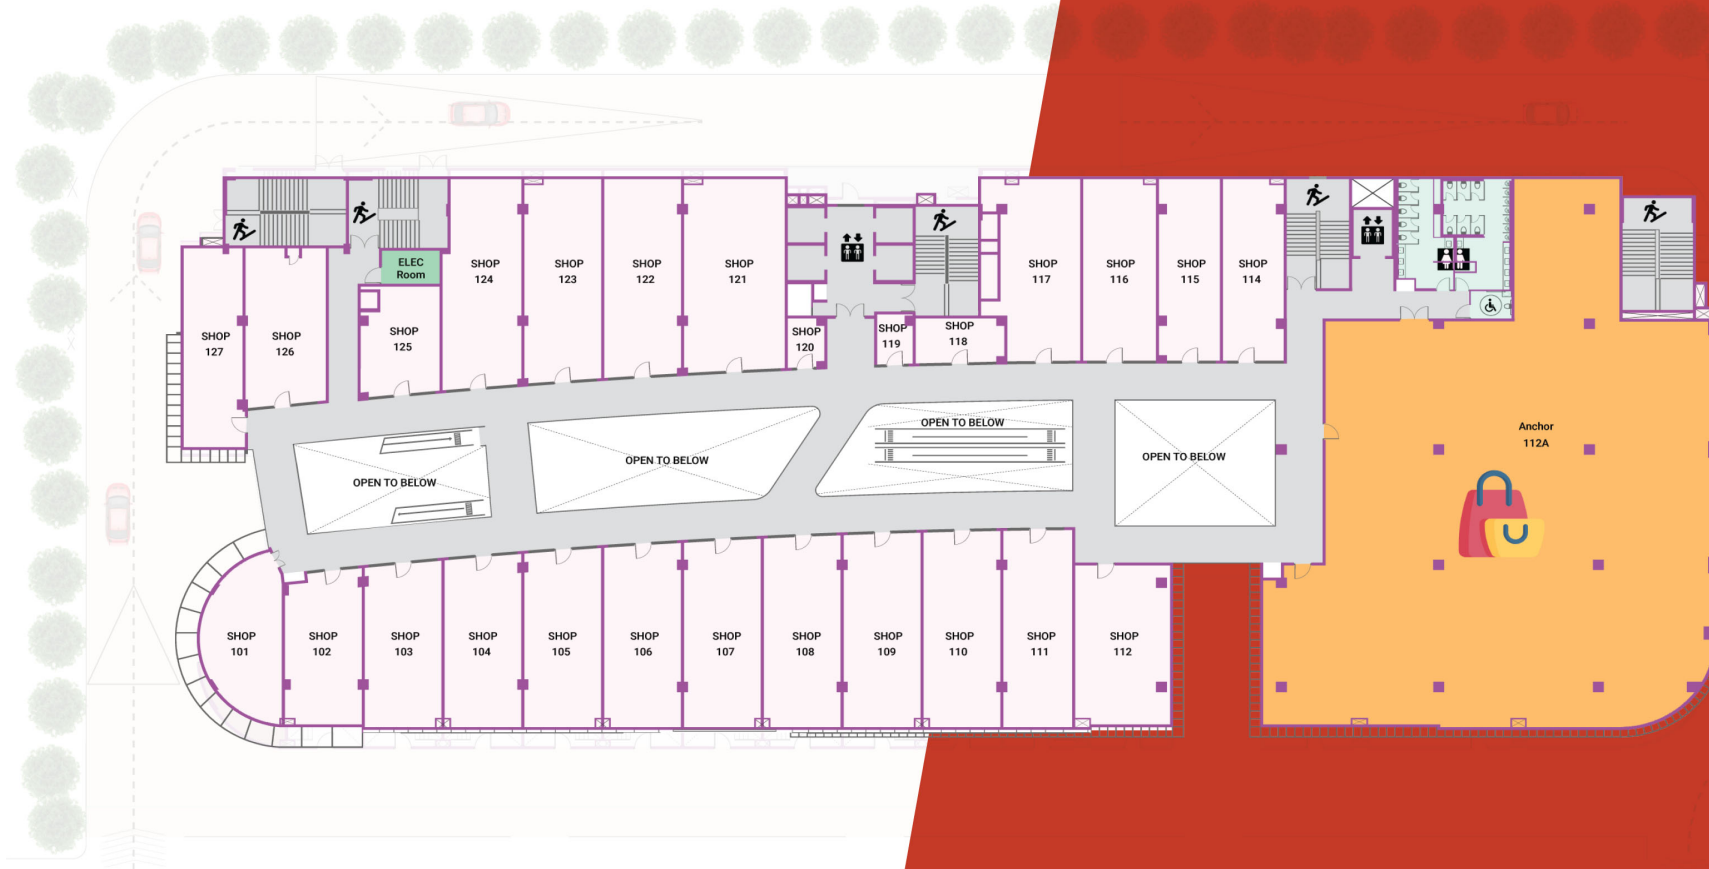 ELEC
Room
SHOP
124
SHOP
123
SHOP
122
SHOP
121
SHOP
117
SHOP
116
SHOP
115
SHOP
114
SHOP
127
SHOP
126
SHOP
125
SHOP
120
SHOP
119
SHOP
118
OPEN TO BELOW
OPEN TO BELOW
OPEN TO BELOW
OPEN TO BELOW
Anchor
112A
SHOP
101
SHOP
102
SHOP
103
SHOP
104
SHOP
105
SHOP
106
SHOP
107
SHOP
108
SHOP
109
SHOP
110
SHOP
111
SHOP
112